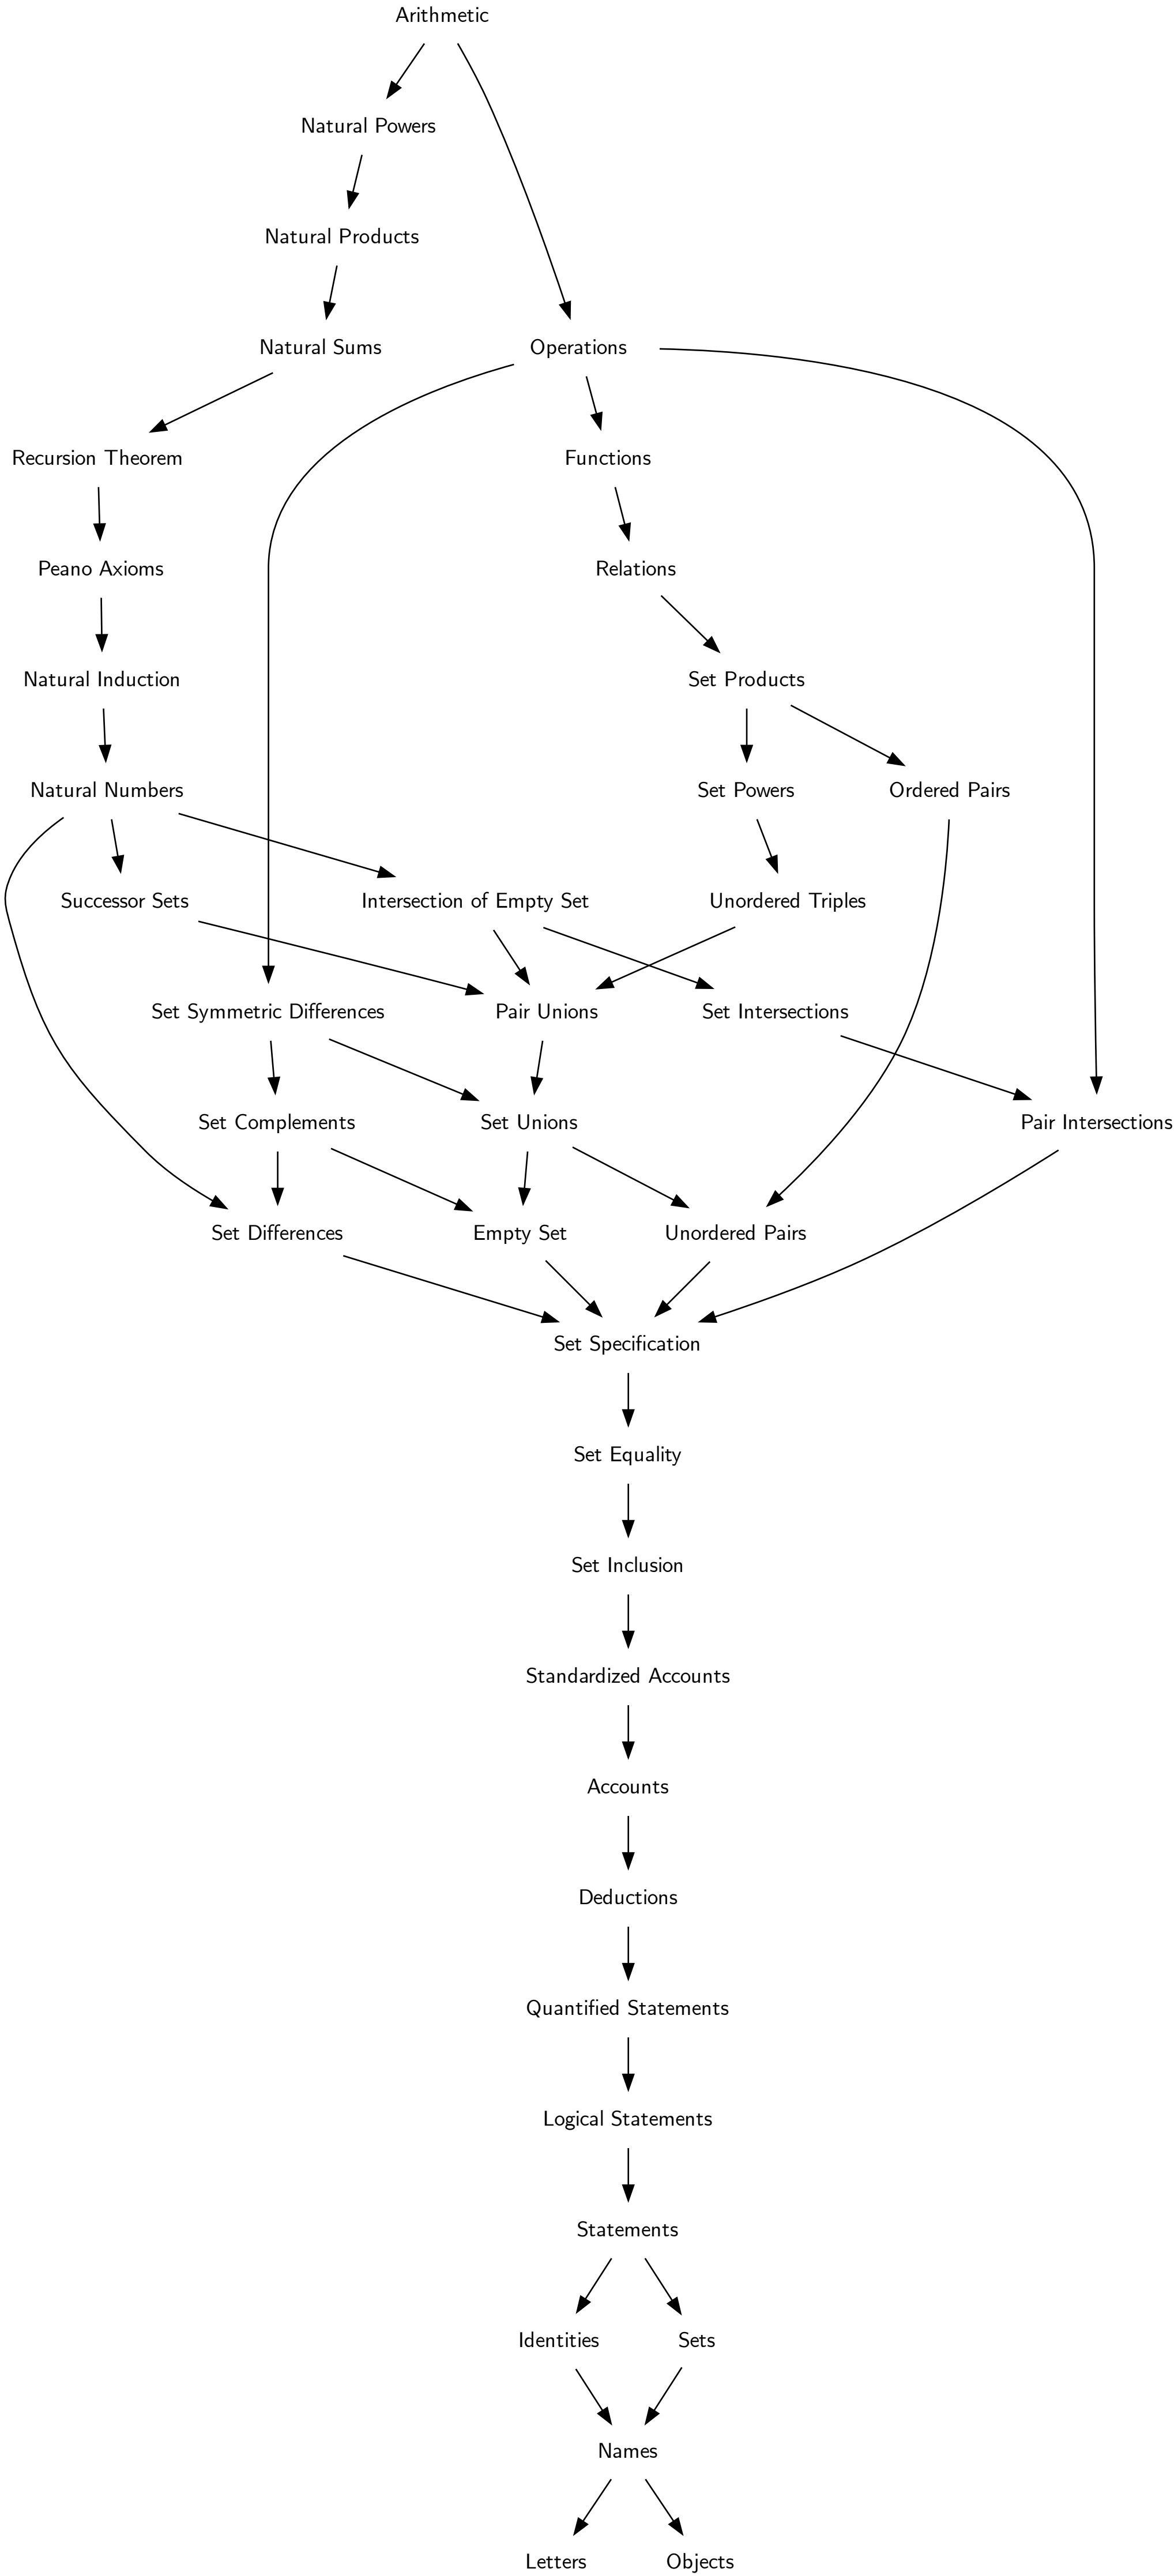 Arithmetic
Natural Powers
Natural Products
Natural Sums
Operations
Recursion Theorem
Functions
Peano Axioms
Relations
Natural Induction
Set Products
Natural Numbers
Set Powers
Ordered Pairs
Successor Sets
Intersection of Empty Set
Unordered Triples
Set Symmetric Differences
Pair Unions
Set Intersections
Set Complements
Set Unions
Pair Intersections
Set Differences
Empty Set
Unordered Pairs
Set Specification
Set Equality
Set Inclusion
Standardized Accounts
Accounts
Deductions
Quantified Statements
Logical Statements
Statements
Identities
Sets
Names
Letters
Objects